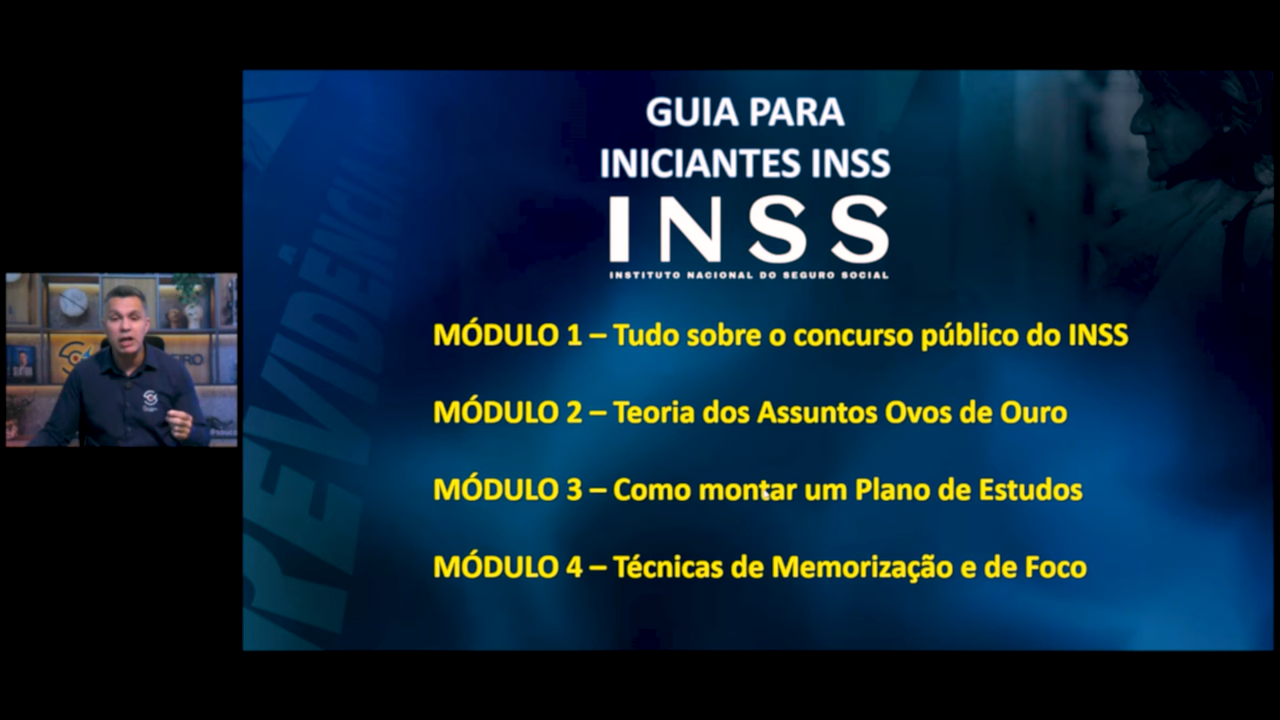 GUIA PARA
INICIANTES INSS
INSS
INSTITUTO NACIONAL DO SEGURO SOCIAL
MÓDULO 1 – Tudo sobre o concurso público do INSS
MÓDULO 2 – Teoria dos Assuntos Ovos de Ouro
MÓDULO 3 – Como montar um Plano de Estudos
MÓDULO 4 – Técnicas de Memorização e de Foco